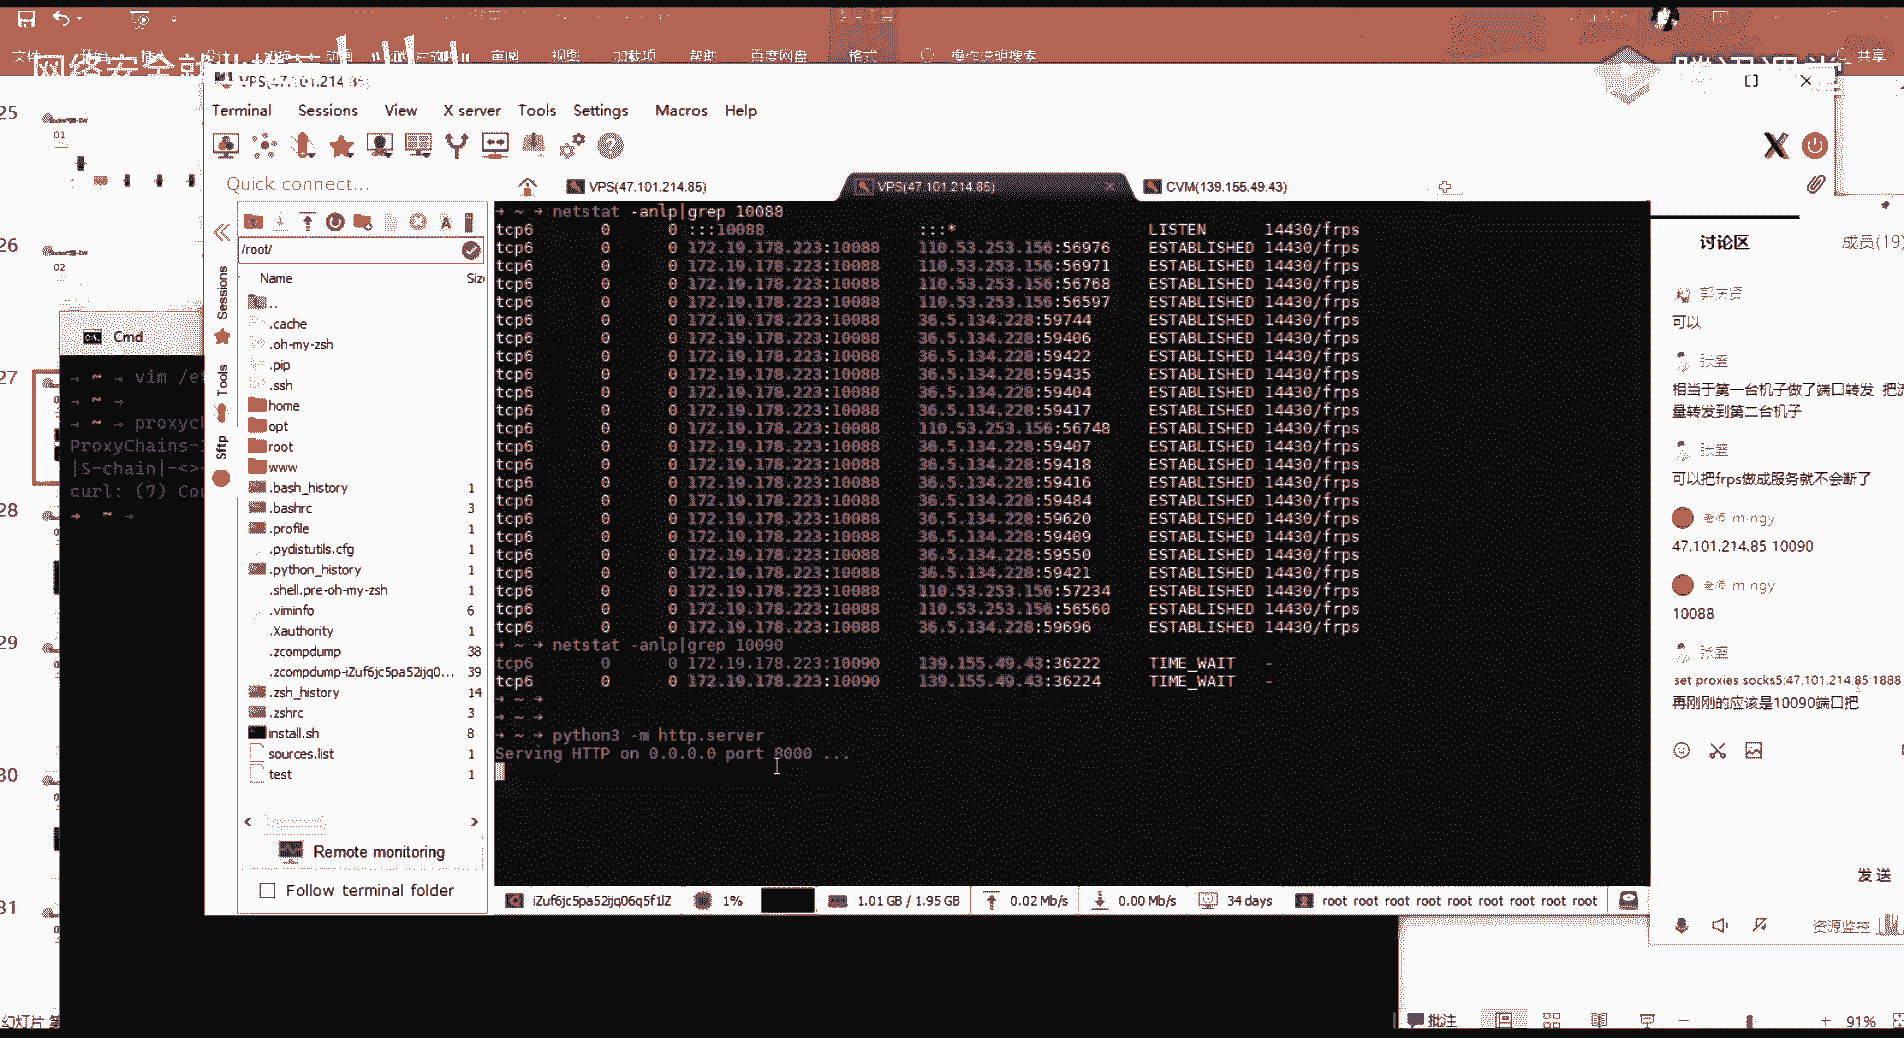 文件
审阅
视图
加载项
帮助
百度网盘
格式
操作说明搜索
共享
网络安全就
VPS(47.101.214.85)
Terminal Sessions View X server Tools Settings Macros Help
Quick connect...
VPS(47.101.214.85)
VPS(47.101.214.85)
CVM(139.155.49.43)
/root/
Name
..
.cache
.oh-my-zsh
.pip
.ssh
home
opt
root
www
.bash_history 1
.bashrc 3
.profile 1
.pydistutils.cfg 1
.python_history 1
.shell.pre-oh-my-zsh 1
.viminfo 6
.Xauthority 1
.zcompdump 38
.zcompdump-iZuf6jc5pa52ijq0... 39
.zsh_history 14
.zshrc 3
install.sh 8
sources.list 1
test 1
Remote monitoring
Follow terminal folder
Sessions
Tools
Sftp
→ ~ → netstat -anlp|grep 10088
tcp6 0 0 :::10088 :::* LISTEN 14430/frps
tcp6 0 0 172.19.178.223:10088 110.53.253.156:56976 ESTABLISHED 14430/frps
tcp6 0 0 172.19.178.223:10088 110.53.253.156:56971 ESTABLISHED 14430/frps
tcp6 0 0 172.19.178.223:10088 110.53.253.156:56768 ESTABLISHED 14430/frps
tcp6 0 0 172.19.178.223:10088 110.53.253.156:56597 ESTABLISHED 14430/frps
tcp6 0 0 172.19.178.223:10088 36.5.134.228:59744 ESTABLISHED 14430/frps
tcp6 0 0 172.19.178.223:10088 36.5.134.228:59406 ESTABLISHED 14430/frps
tcp6 0 0 172.19.178.223:10088 36.5.134.228:59422 ESTABLISHED 14430/frps
tcp6 0 0 172.19.178.223:10088 36.5.134.228:59435 ESTABLISHED 14430/frps
tcp6 0 0 172.19.178.223:10088 36.5.134.228:59404 ESTABLISHED 14430/frps
tcp6 0 0 172.19.178.223:10088 36.5.134.228:59417 ESTABLISHED 14430/frps
tcp6 0 0 172.19.178.223:10088 110.53.253.156:56748 ESTABLISHED 14430/frps
tcp6 0 0 172.19.178.223:10088 36.5.134.228:59407 ESTABLISHED 14430/frps
tcp6 0 0 172.19.178.223:10088 36.5.134.228:59418 ESTABLISHED 14430/frps
tcp6 0 0 172.19.178.223:10088 36.5.134.228:59416 ESTABLISHED 14430/frps
tcp6 0 0 172.19.178.223:10088 36.5.134.228:59484 ESTABLISHED 14430/frps
tcp6 0 0 172.19.178.223:10088 36.5.134.228:59620 ESTABLISHED 14430/frps
tcp6 0 0 172.19.178.223:10088 36.5.134.228:59409 ESTABLISHED 14430/frps
tcp6 0 0 172.19.178.223:10088 36.5.134.228:59550 ESTABLISHED 14430/frps
tcp6 0 0 172.19.178.223:10088 36.5.134.228:59421 ESTABLISHED 14430/frps
tcp6 0 0 172.19.178.223:10088 110.53.253.156:57234 ESTABLISHED 14430/frps
tcp6 0 0 172.19.178.223:10088 110.53.253.156:56560 ESTABLISHED 14430/frps
tcp6 0 0 172.19.178.223:10088 36.5.134.228:59696 ESTABLISHED 14430/frps
→ ~ → netstat -anlp|grep 10090
tcp6 0 0 172.19.178.223:10090 139.155.49.43:36222 TIME_WAIT -
tcp6 0 0 172.19.178.223:10090 139.155.49.43:36224 TIME_WAIT -
→ ~ →
→ ~ →
→ ~ → python3 -m http.server
Serving HTTP on 0.0.0.0 port 8000 ...
iZuf6jc5pa52ijq06q5f1lZ 1% 1.01 GB / 1.95 GB 0.02 Mb/s 0.00 Mb/s 34 days root root root root root root root root root
Cmd
→ ~ → vim /e
→ ~ →
→ ~ → proxyc
ProxyChains-
|S-chain|-<>
curl: (7) Cou
→ ~ →
25
01
26
02
27
28
29
30
31
讨论区
成员(19)
可以
相当于第一台机子做了端口转发 把流
量转发到第二台机子
可以把frps做成服务就不会断了
mingy
47.101.214.85 10090
mingy
10088
set proxies socks5:47.101.214.85:1888
再刚刚的应该是10090端口把
发送
资源监控
幻灯片 第
批注
91%